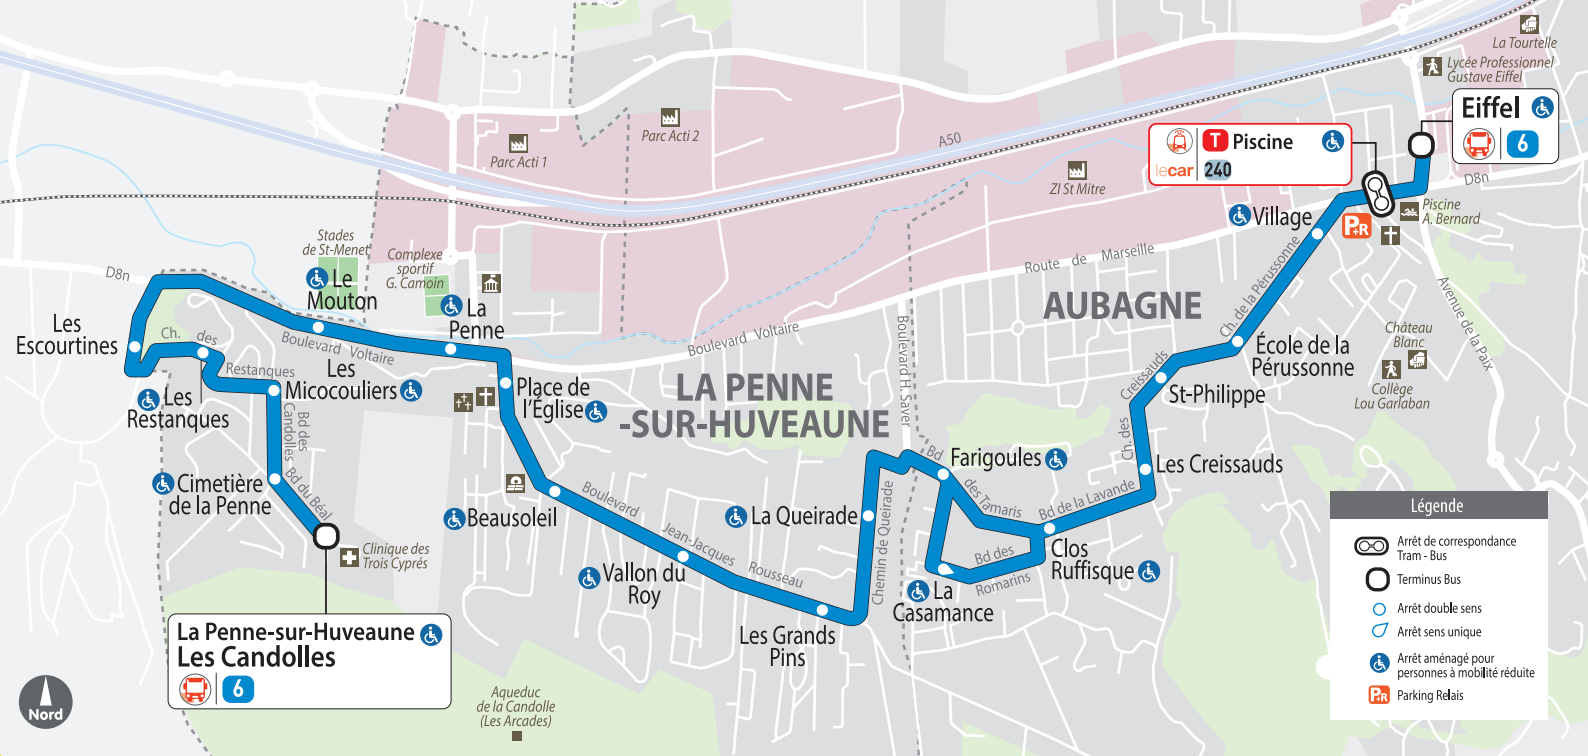 La Tourtelle
Lycée Professionnel
Gustave Eiffel
Eiffel
6
T Piscine
lecar 240
A50
Parc Acti 2
Parc Acti 1
ZI St Mitre
D8n
Piscine
A. Bernard
P+R
Village
Stades
de St-Menet
Complexe
sportif
G. Camoin
Route de Marseille
Ch. de la Pérussonne
Avenue de la Paix
D8n
Le
Mouton
La
Penne
AUBAGNE
Les
Escourtines
Ch. des
Restanques
Boulevard Voltaire
Boulevard Voltaire
Boulevard H. Saver
Château
Blanc
École de la
Pérussonne
Les
Micocouliers
Place de
l'Église
LA PENNE
-SUR-HUVEAUNE
Ch. des Creissauds
St-Philippe
Collège
Lou Garlaban
Les
Restanques
Bd des
Candolles
Bd du Béal
Farigoules
Bd
des Tamaris
Les Creissauds
Cimetière
de la Penne
Beausoleil
Boulevard Jean-Jacques Rousseau
La Queirade
Chemin de Queirade
Bd de la Lavande
Clos
Ruffisque
Bd des
Romarins
La
Casamance
Clinique des
Trois Cyprés
Vallon du
Roy
Les Grands
Pins
La Penne-sur-Huveaune
Les Candolles
6
Aqueduc
de la Candolle
(Les Arcades)
Nord
Légende
Arrêt de correspondance
Tram - Bus
Terminus Bus
Arrêt double sens
Arrêt sens unique
Arrêt aménagé pour
personnes à mobilité réduite
P+R Parking Relais